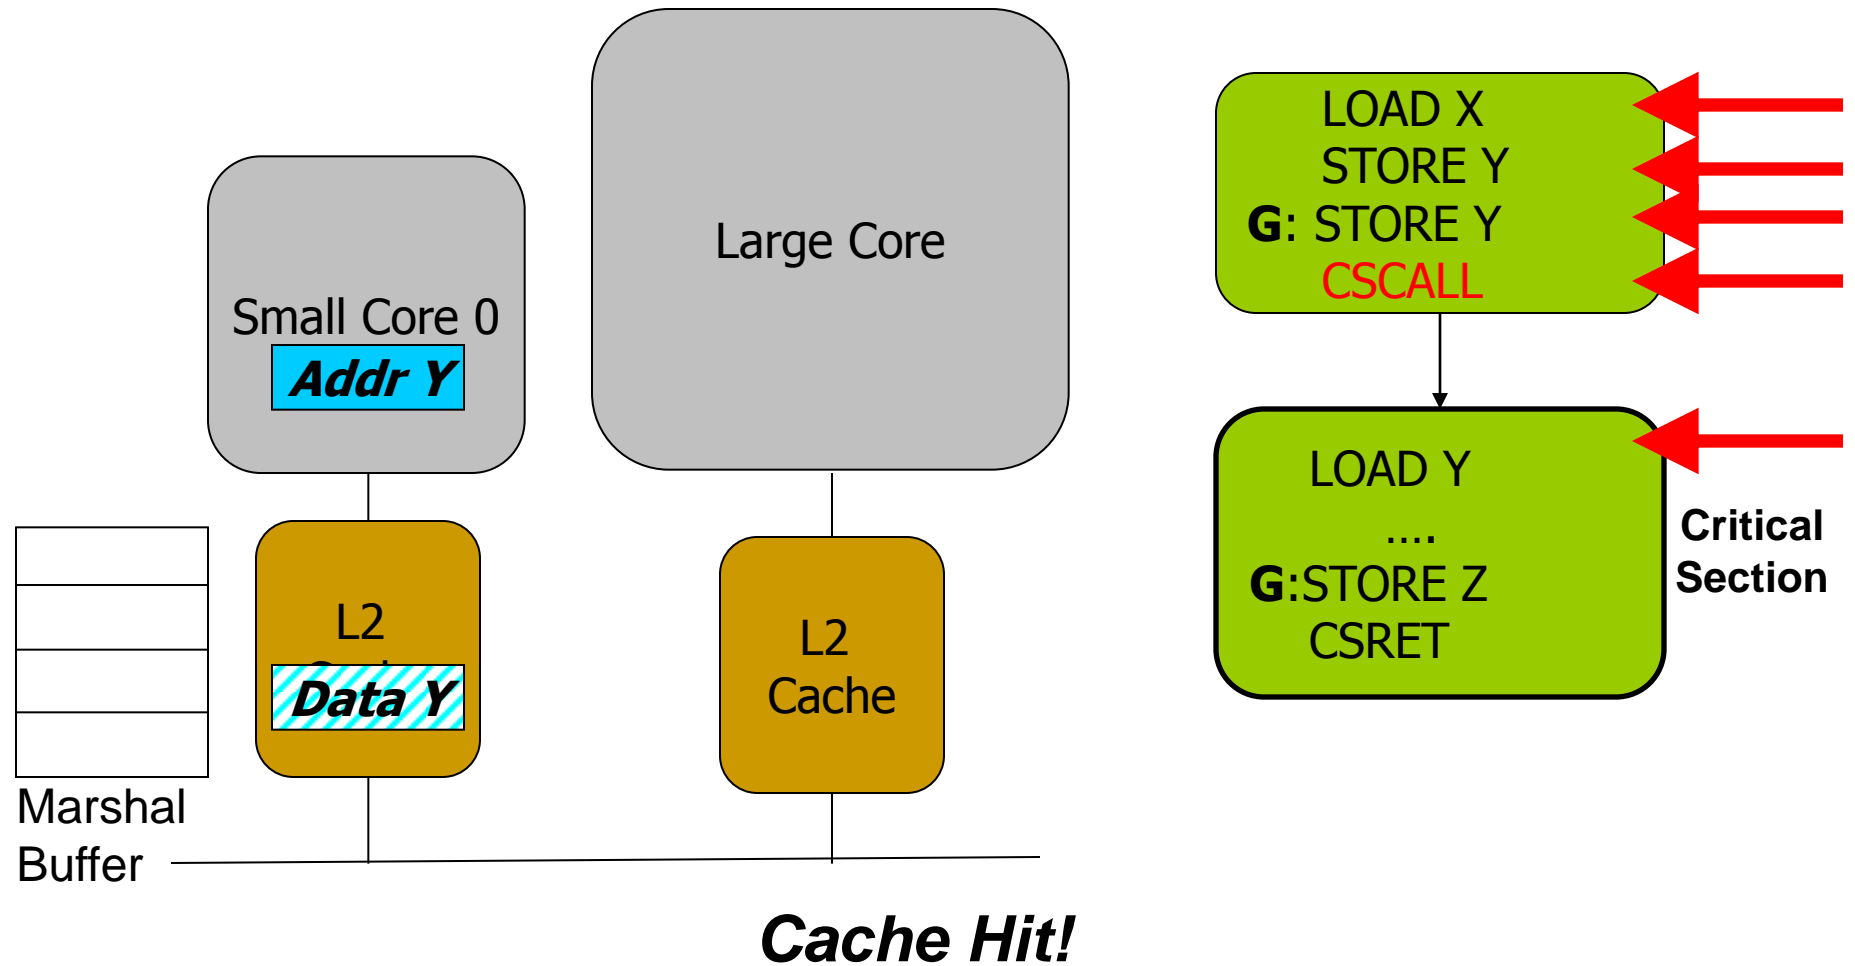 Large Core
Small Core 0
Addr Y
L2
Data Y
L2
Cache
Marshal
Buffer
LOAD X
STORE Y
G: STORE Y
CSCALL
LOAD Y
....
G:STORE Z
CSRET
Critical
Section
Cache Hit!